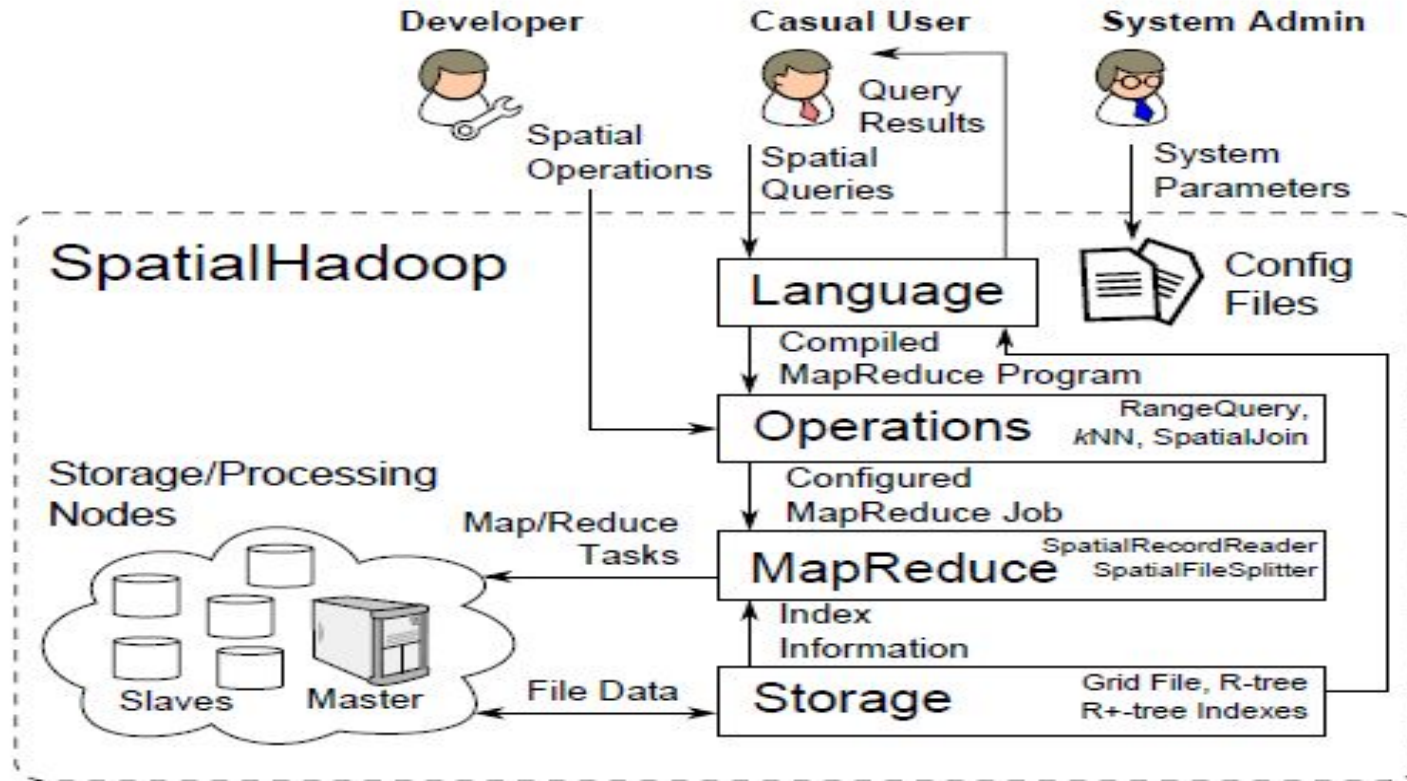 Developer
Casual User
System Admin
Query
Results
Spatial
Operations
Spatial
Queries
System
Parameters
SpatialHadoop
Language
Config
Files
Compiled
MapReduce Program
Operations
RangeQuery,
kNN, SpatialJoin
Storage/Processing
Nodes
Configured
MapReduce Job
Map/Reduce
Tasks
MapReduce
SpatialRecordReader
SpatialFileSplitter
Index
Information
Slaves
Master
File Data
Storage
Grid File, R-tree
R+-tree Indexes